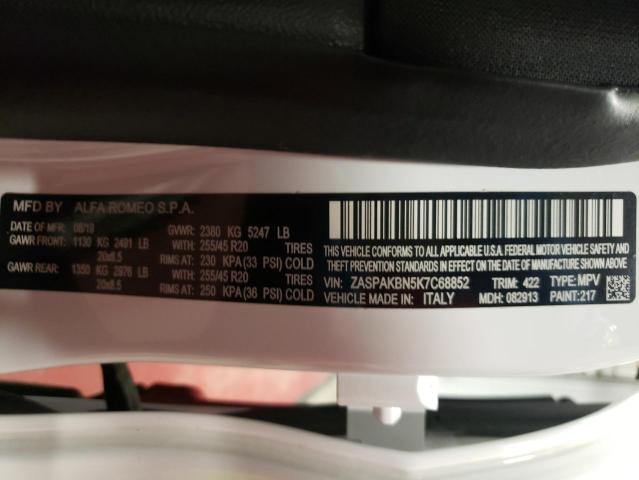 MFD BY ALFA ROMEO S.P.A.
DATE OF MFR: 08/18 GVWR: 2380 KG 5247 LB
GAWR FRONT: 1130 KG 2491 LB WITH: 255/45 R20 TIRES
20x8.5 RIMS AT: 230 KPA(33 PSI) COLD
GAWR REAR: 1350 KG 2976 LB WITH: 255/45 R20 TIRES
20x8.5 RIMS AT: 250 KPA(36 PSI) COLD
THIS VEHICLE CONFORMS TO ALL APPLICABLE U.S.A. FEDERAL MOTOR VEHICLE SAFETY AND
THEFT PREVENTION STANDARDS IN EFFECT ON THE DATE OF MANUFACTURE SHOWN ABOVE.
VIN: ZASPAKBN5K7C68852 TRIM: 422 TYPE: MPV
VEHICLE MADE IN: ITALY MDH: 082913 PAINT: 217